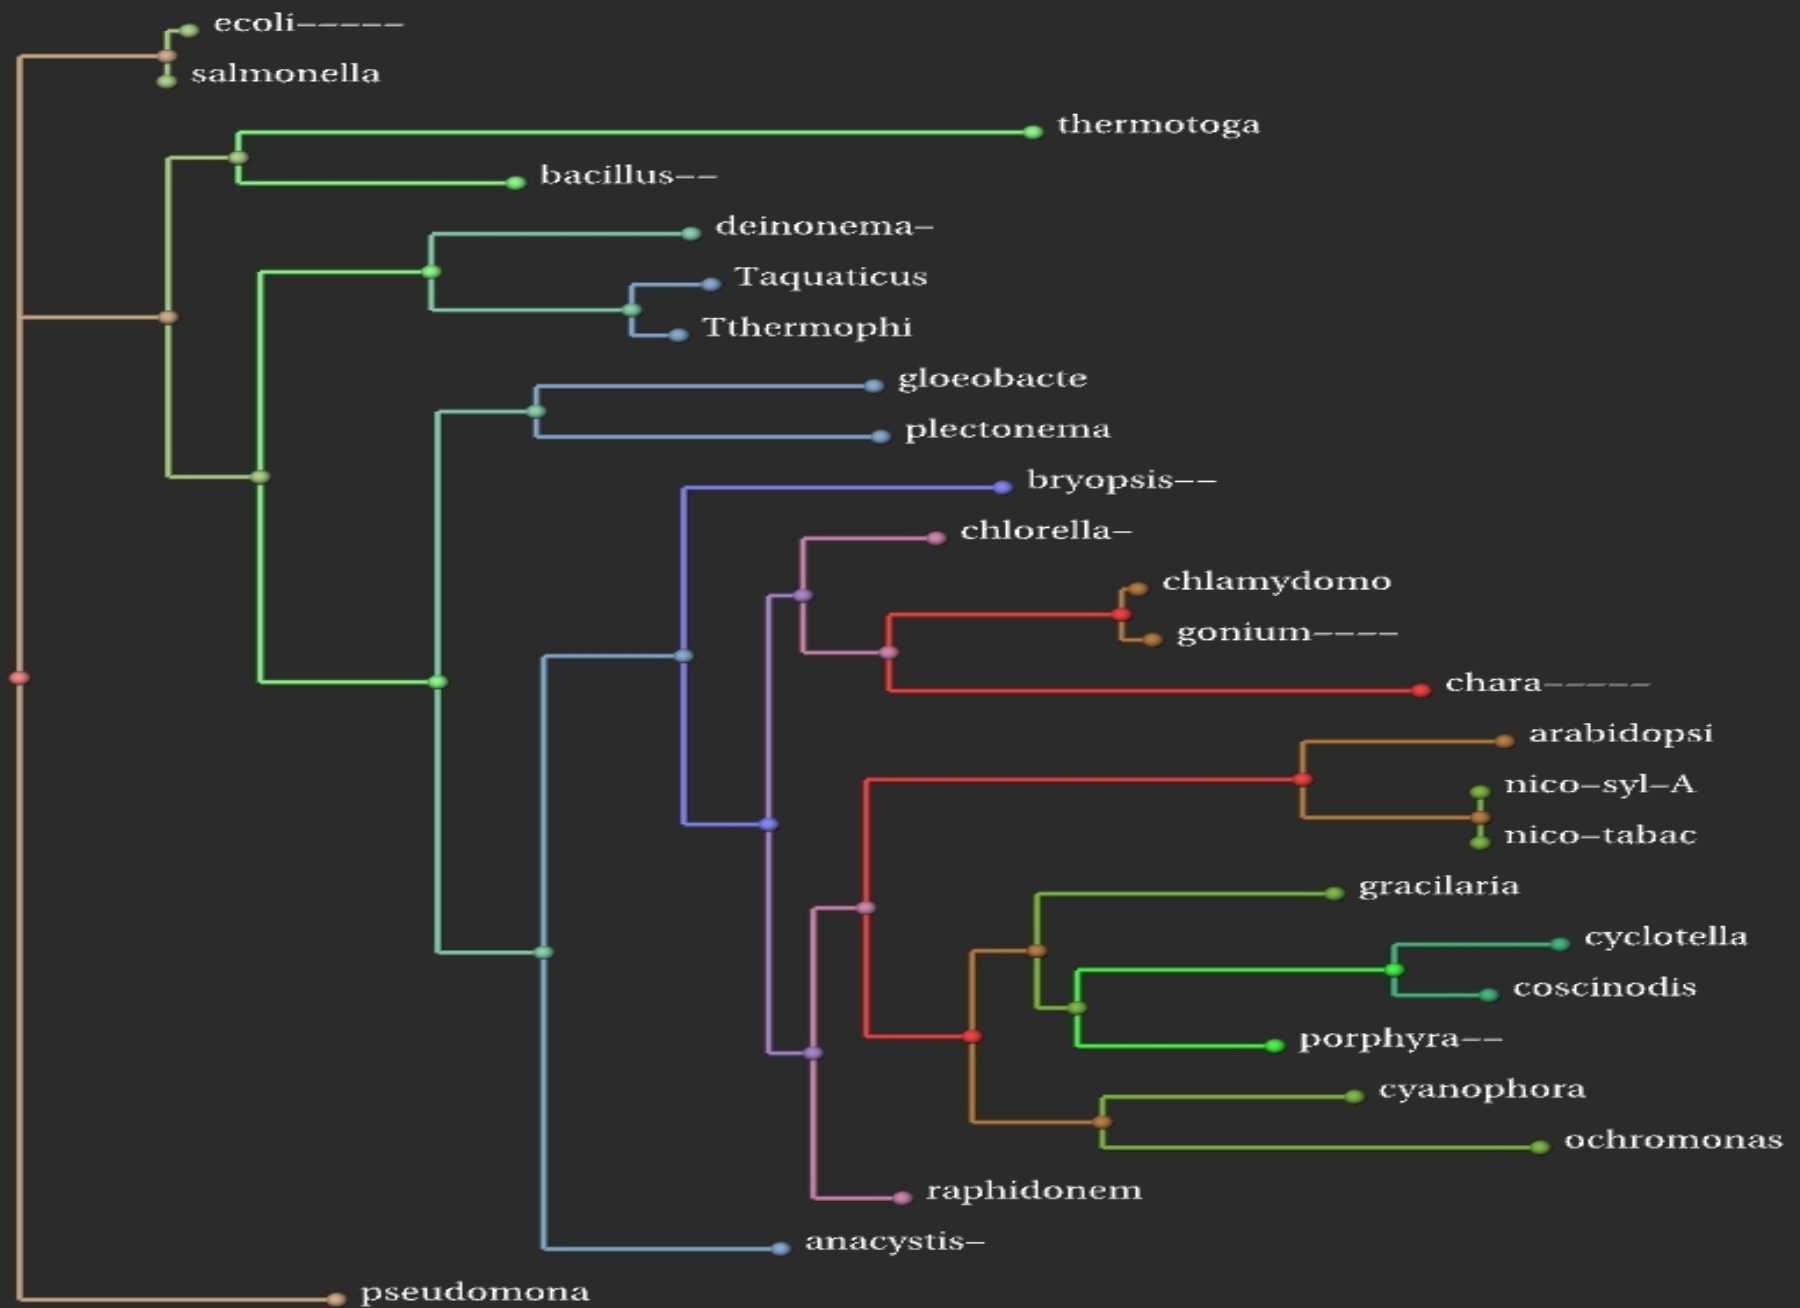 ecoli-----
salmonella
thermotoga
bacillus--
deinonema-
Taquaticus
Tthermophi
gloeobacte
plectonema
bryopsis--
chlorella-
chlamydomo
gonium----
chara-----
arabidopsi
nico-syl-A
nico-tabac
gracilaria
cyclotella
coscinodis
porphyra--
cyanophora
ochromonas
raphidonem
anacystis-
pseudomona